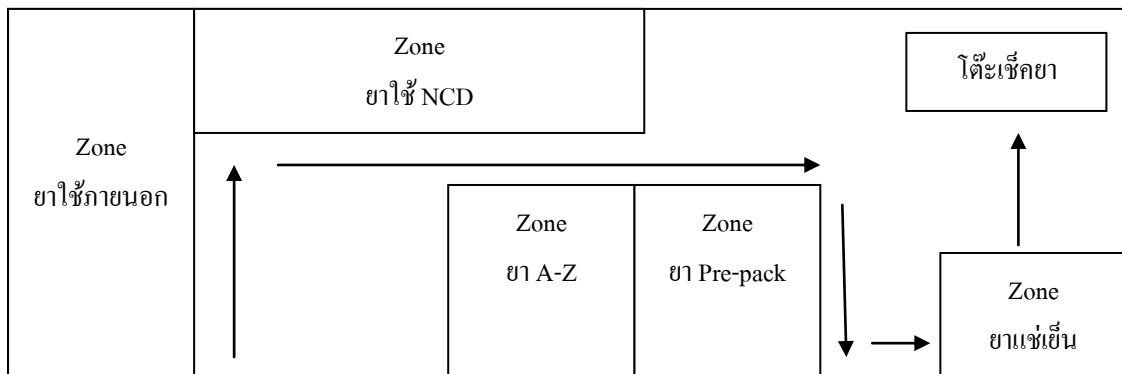 Zone
ยาใช้ภายนอก
Zone
ยาใช้ NCD
โต๊ะเช็คยา
Zone
ยา A-Z
Zone
ยา Pre-pack
Zone
ยาแช่เย็น